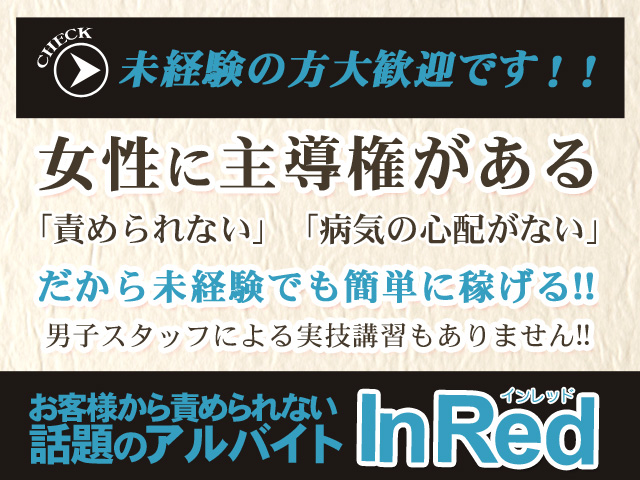 CHECK
未経験の方大歓迎です!!
女性に主導権がある
「責められない」「病気の心配がない」
だから未経験でも簡単に稼げる!!
男子スタッフによる実技講習もありません!!
お客様から責められない
話題のアルバイト
インレッド
InRed